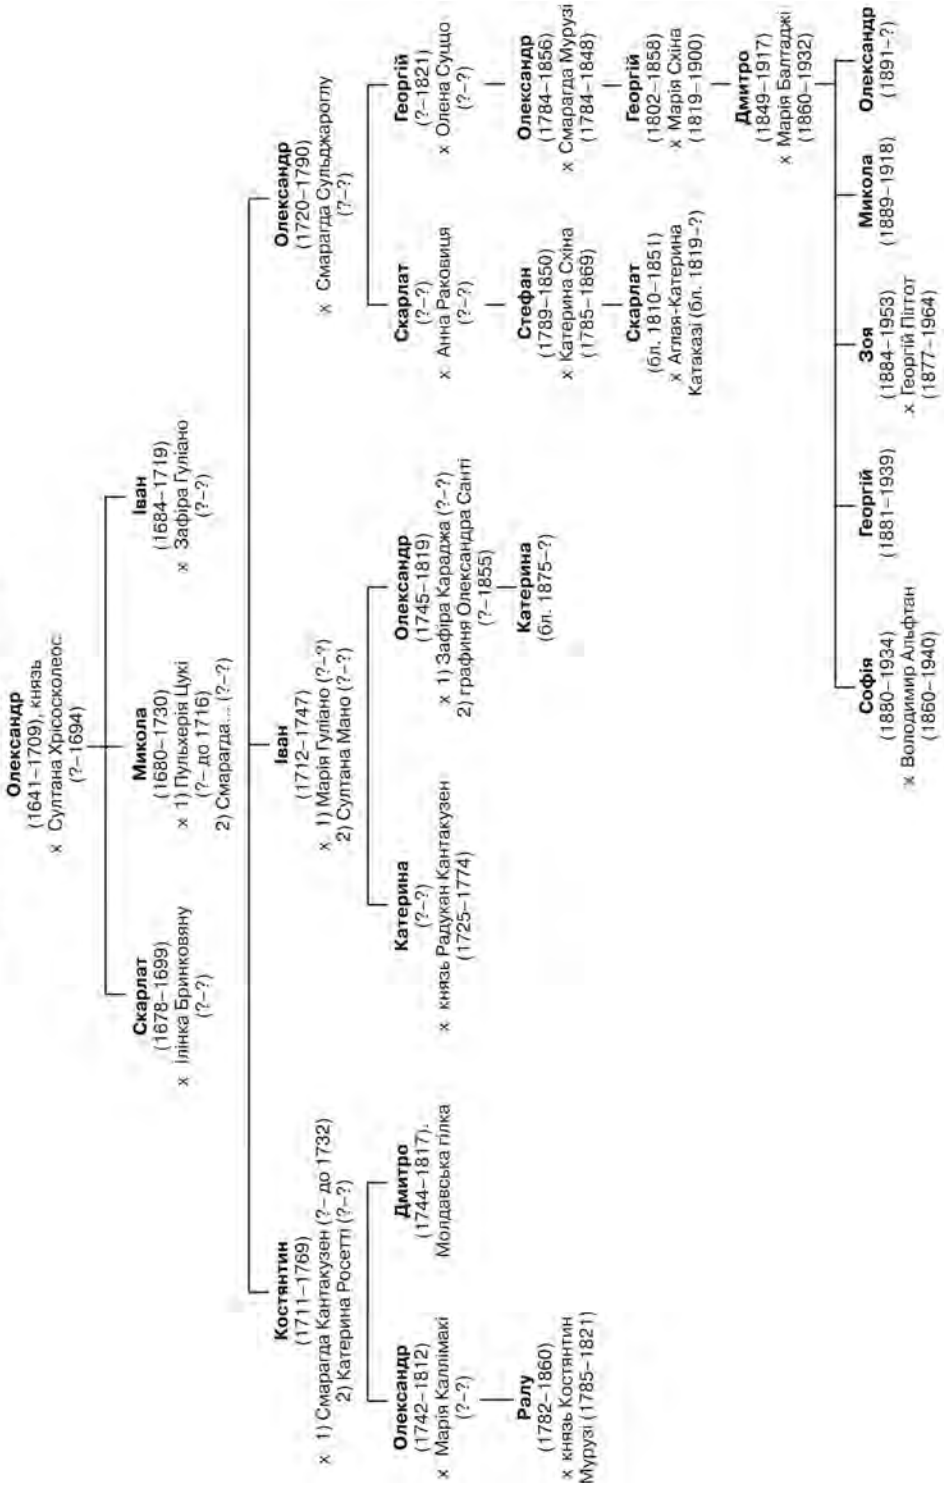 Олександр
(1641–1709), князь
x Султана Хрісосколеос
(?–1694)
Скарлат
(1678–1699)
x Ілінка Бринковяну
(?–?)
Микола
(1680–1730)
x 1) Пульхерія Цукі
(?– до 1716)
2) Смарагда... (?–?)
Іван
(1684–1719)
x Зафіра Гуліано
(?–?)
Костянтин
(1711–1769)
x 1) Смарагда Кантакузен (?– до 1732)
2) Катерина Росетті (?–?)
Іван
(1712–1747)
x 1) Марія Гуліано (?–?)
2) Султана Мано (?–?)
Олександр
(1720–1790)
x Смарагда Сульджароглу
(?–?)
Олександр
(1742–1812)
x Марія Каллімакі
(?–?)
Дмитро
(1744–1817).
Молдавська гілка
Катерина
(?–?)
x князь Радукан Кантакузен
(1725–1774)
Олександр
(1745–1819)
x 1) Зафіра Караджа (?–?)
2) графиня Олександра Санті
(?–1855)
Скарлат
(?–?)
x Анна Раковиця
(?–?)
Георгій
(?–1821)
x Олена Суццо
(?–?)
Ралу
(1782–1860)
x князь Костянтин
Мурузі (1785–1821)
Катерина
(бл. 1875–?)
Стефан
(1789–1850)
x Катерина Схіна
(1785–1869)
Олександр
(1784–1856)
x Смарагда Мурузі
(1784–1848)
Скарлат
(бл. 1810–1851)
x Аглая-Катерина
Катаказі (бл. 1819–?)
Георгій
(1802–1858)
x Марія Схіна
(1819–1900)
Дмитро
(1849–1917)
x Марія Балтаджі
(1860–1932)
Софія
(1880–1934)
x Володимир Альфтан
(1860–1940)
Георгій
(1881–1939)
Зоя
(1884–1953)
x Георгій Піттот
(1877–1964)
Микола
(1889–1918)
Олександр
(1891–?)